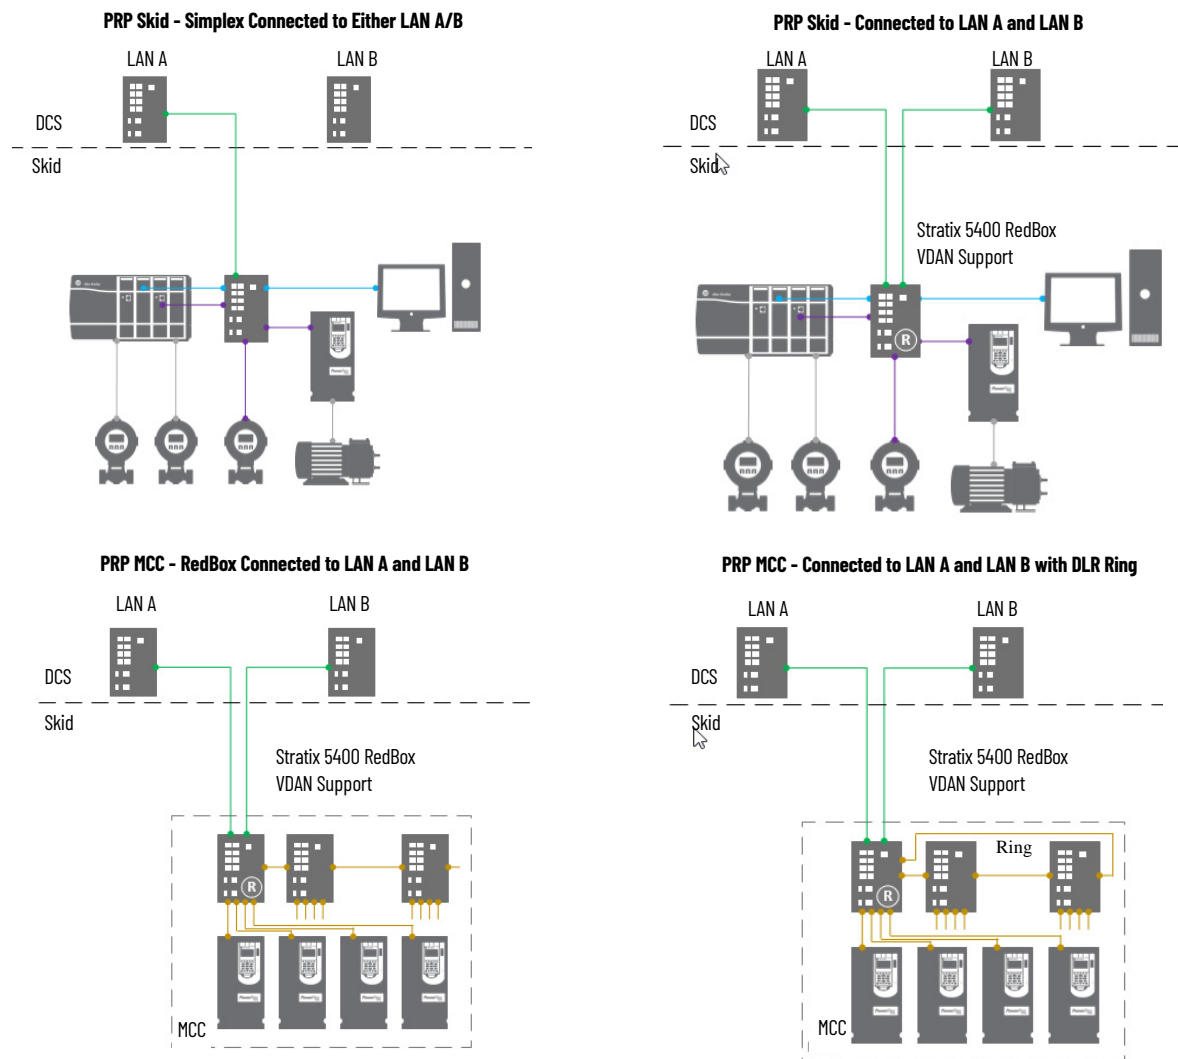 PRP Skid - Simplex Connected to Either LAN A/B
LAN A
LAN B
DCS
Skid
PRP Skid - Connected to LAN A and LAN B
LAN A
LAN B
DCS
Skid
Stratix 5400 RedBox
VDAN Support
R
PRP MCC - RedBox Connected to LAN A and LAN B
LAN A
LAN B
DCS
Skid
Stratix 5400 RedBox
VDAN Support
R
MCC
PRP MCC - Connected to LAN A and LAN B with DLR Ring
LAN A
LAN B
DCS
Skid
Stratix 5400 RedBox
VDAN Support
Ring
R
MCC